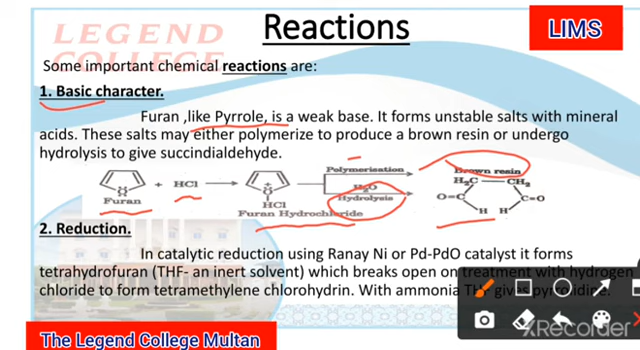 LEGEND
COLLEGE
Reactions
LIMS
Some important chemical reactions are:
1. Basic character.
Furan ,like Pyrrole, is a weak base. It forms unstable salts with mineral
acids. These salts may either polymerize to produce a brown resin or undergo
hydrolysis to give succindialdehyde.
Furan
+ HCl
HCl
Furan Hydrochloride
Polymerisation
H₂O
Hydrolysis
Brown resin
H₂C CH₂
O=C C=O
H H
2. Reduction.
In catalytic reduction using Ranay Ni or Pd-PdO catalyst it forms
tetrahydrofuran (THF- an inert solvent) which breaks open on treatment with hydrogen
chloride to form tetramethylene chlorohydrin. With ammonia THF gives pyrrolidine.
The Legend College Multan
XRecorder